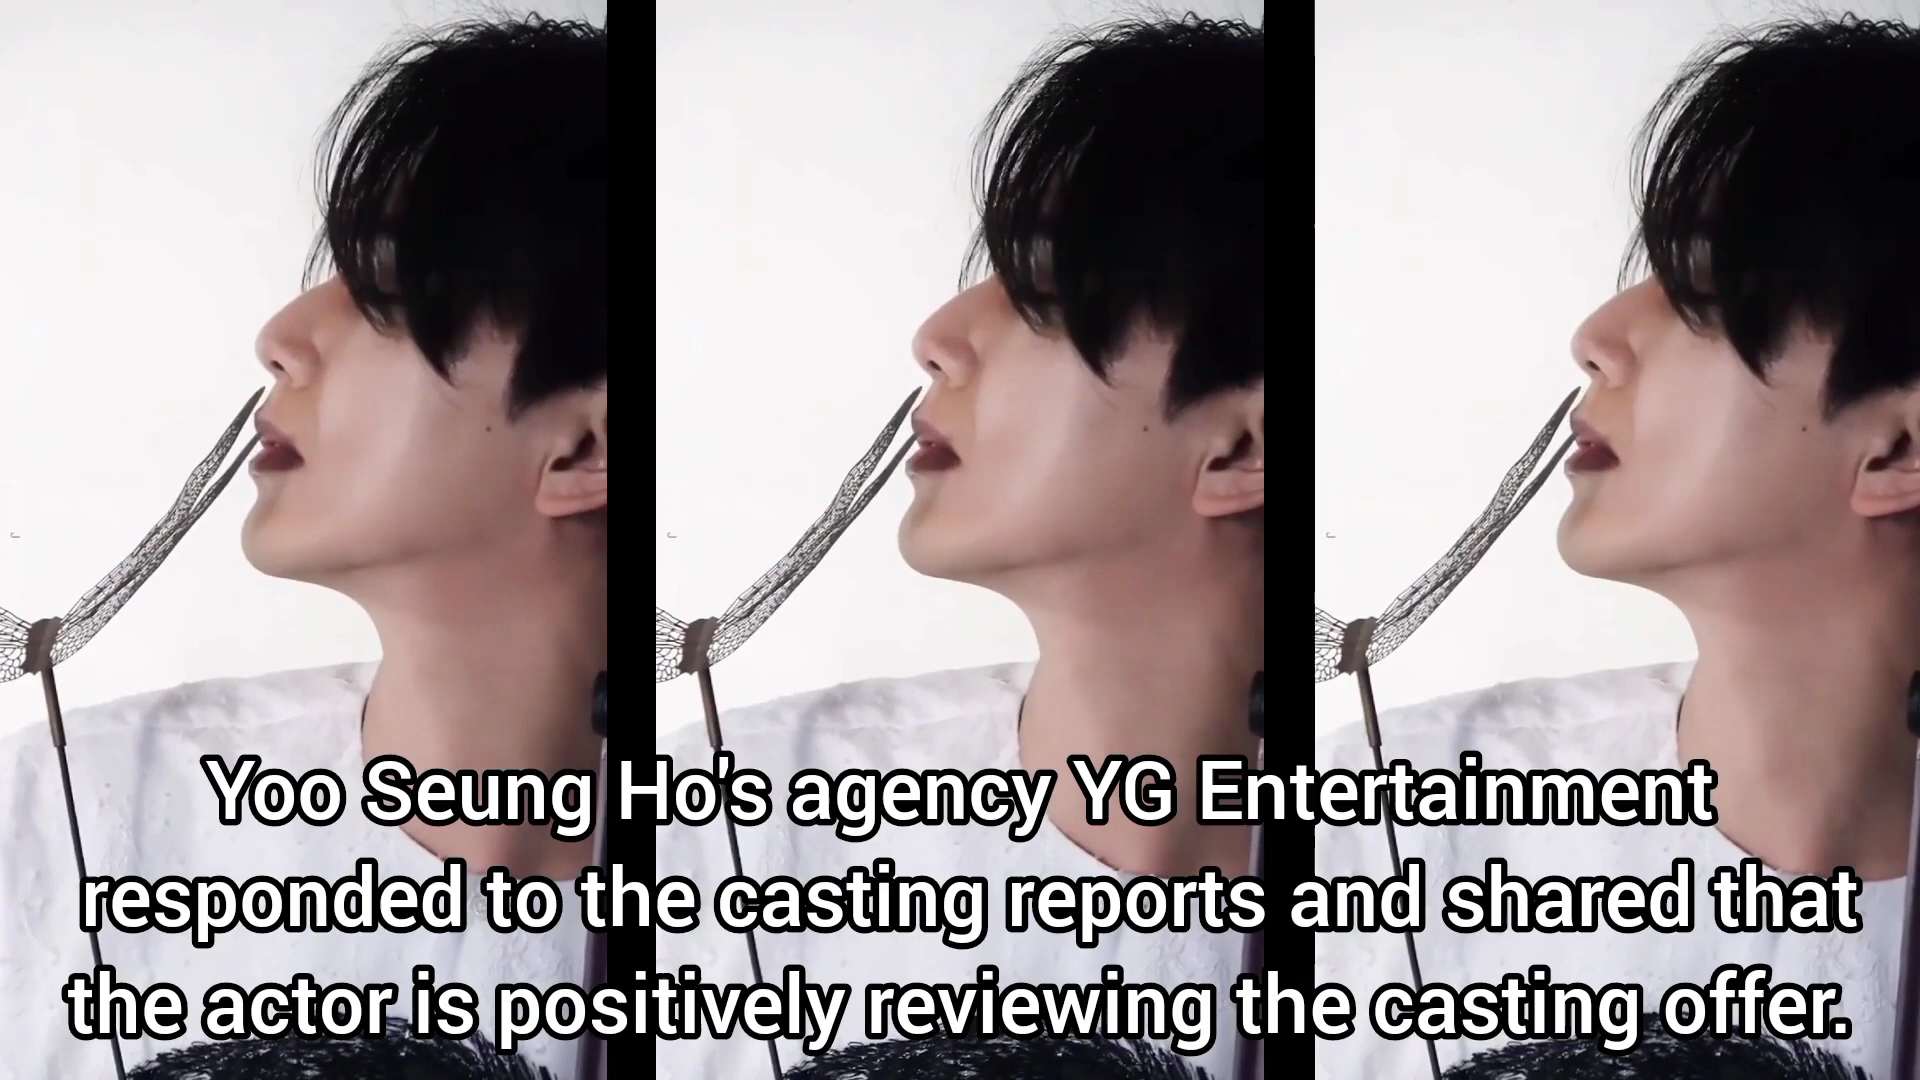 Yoo Seung Ho's agency YG Entertainment
responded to the casting reports and shared that
the actor is positively reviewing the casting offer.